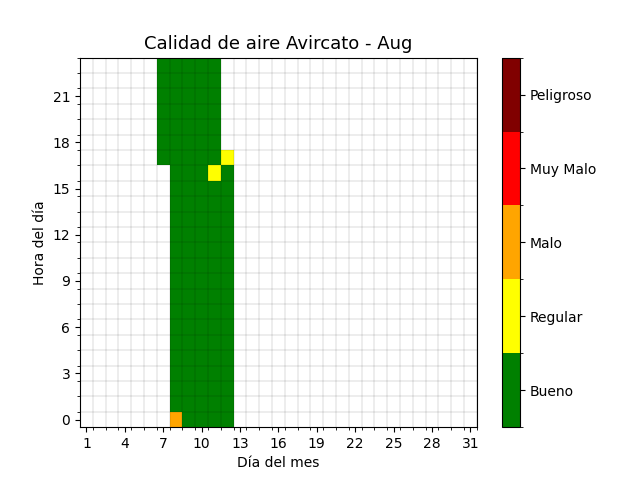 Calidad de aire Avircato - Aug
Hora del día
21
18
15
12
9
6
3
0
1 4 7 10 13 16 19 22 25 28 31
Día del mes
Peligroso
Muy Malo
Malo
Regular
Bueno